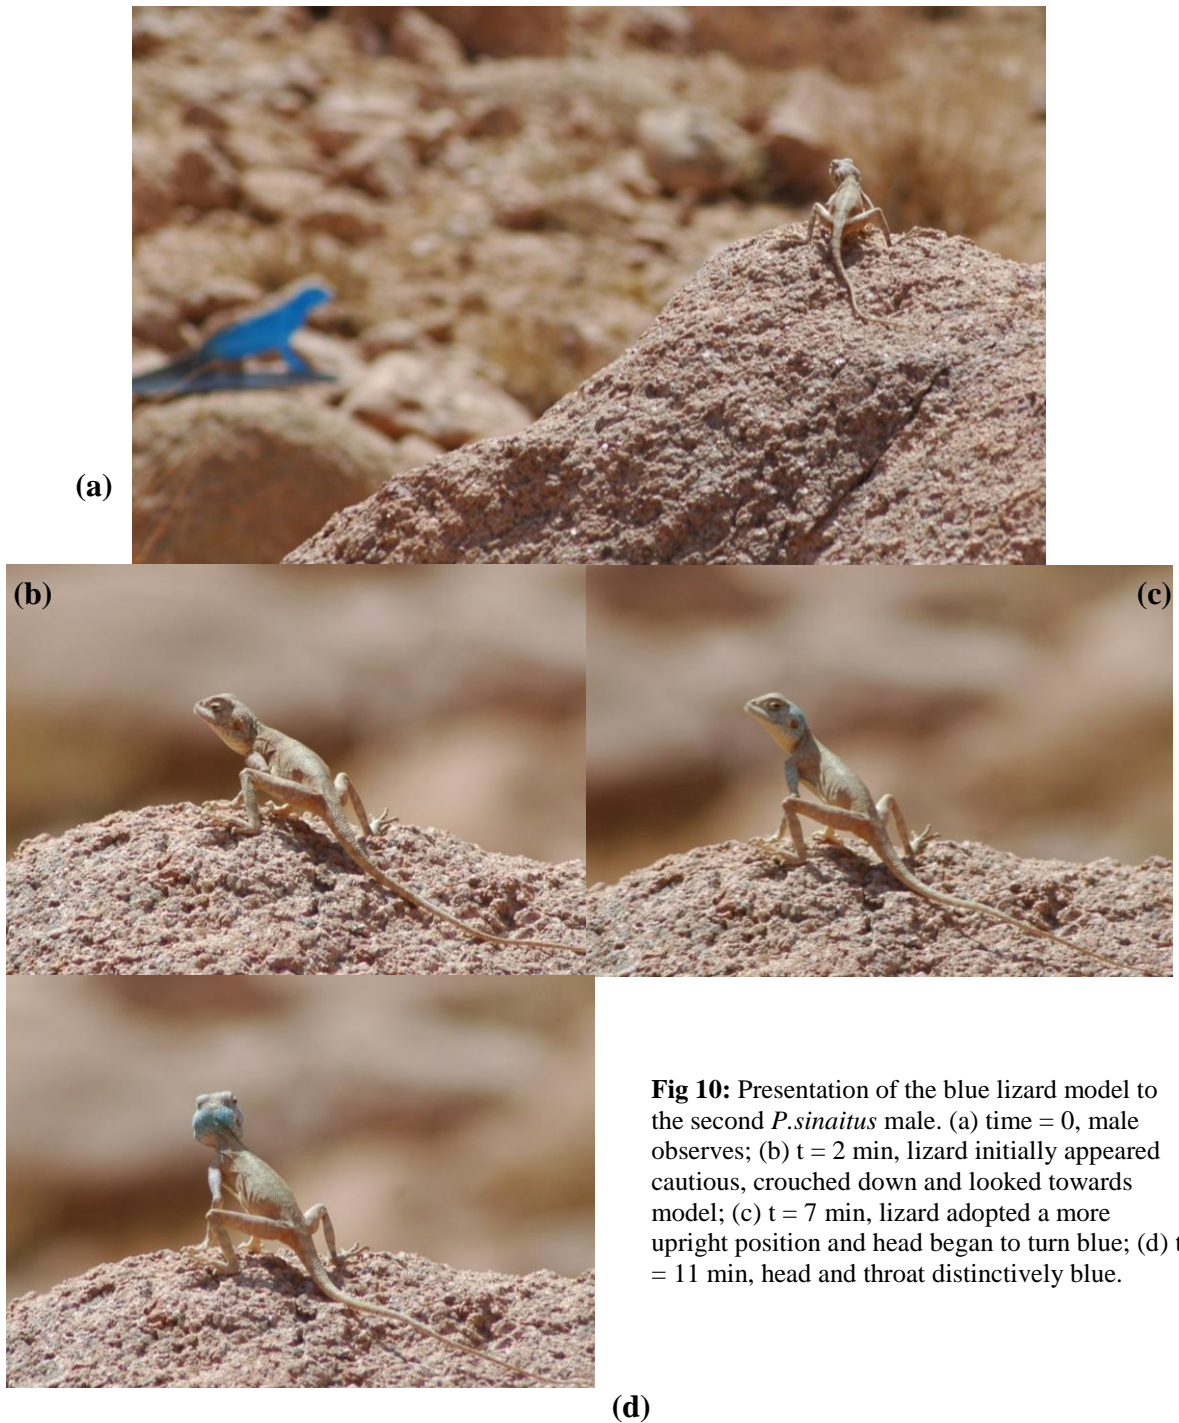 (a)
(b)
(c)
Fig 10: Presentation of the blue lizard model to
the second P.sinaitus male. (a) time = 0, male
observes; (b) t = 2 min, lizard initially appeared
cautious, crouched down and looked towards
model; (c) t = 7 min, lizard adopted a more
upright position and head began to turn blue; (d) t
= 11 min, head and throat distinctively blue.
(d)